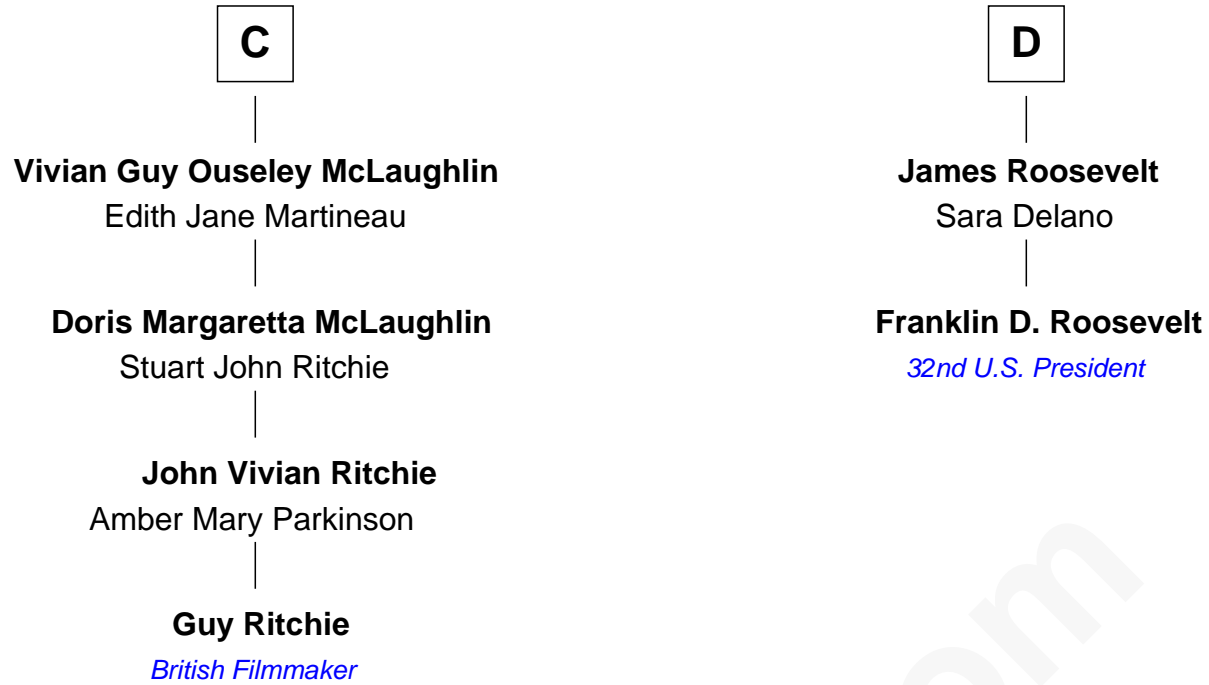 C
Vivian Guy Ouseley McLaughlin
Edith Jane Martineau
Doris Margaretta McLaughlin
Stuart John Ritchie
John Vivian Ritchie
Amber Mary Parkinson
Guy Ritchie
British Filmmaker
D
James Roosevelt
Sara Delano
Franklin D. Roosevelt
32nd U.S. President
om